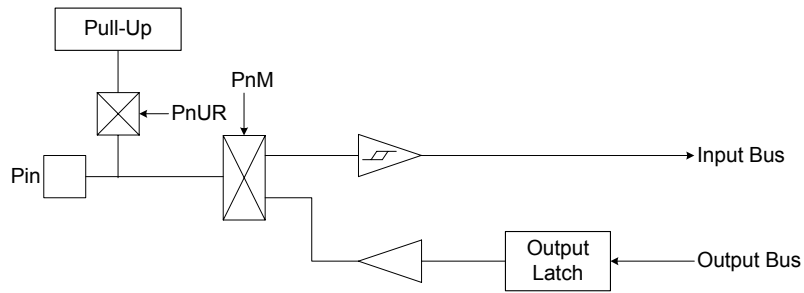 Pull-Up
PnM
PnUR
Pin
Input Bus
Output
Latch
Output Bus